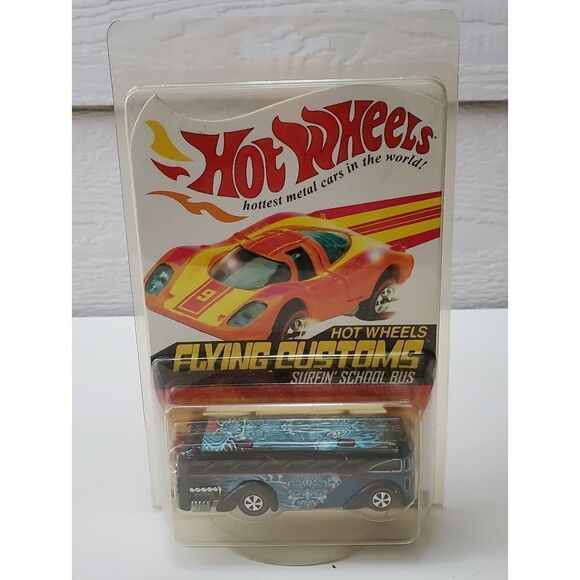 Hot Wheels
hottest metal cars in the world!
9
HOT WHEELS
FLYING CUSTOMS
SURFIN' SCHOOL BUS